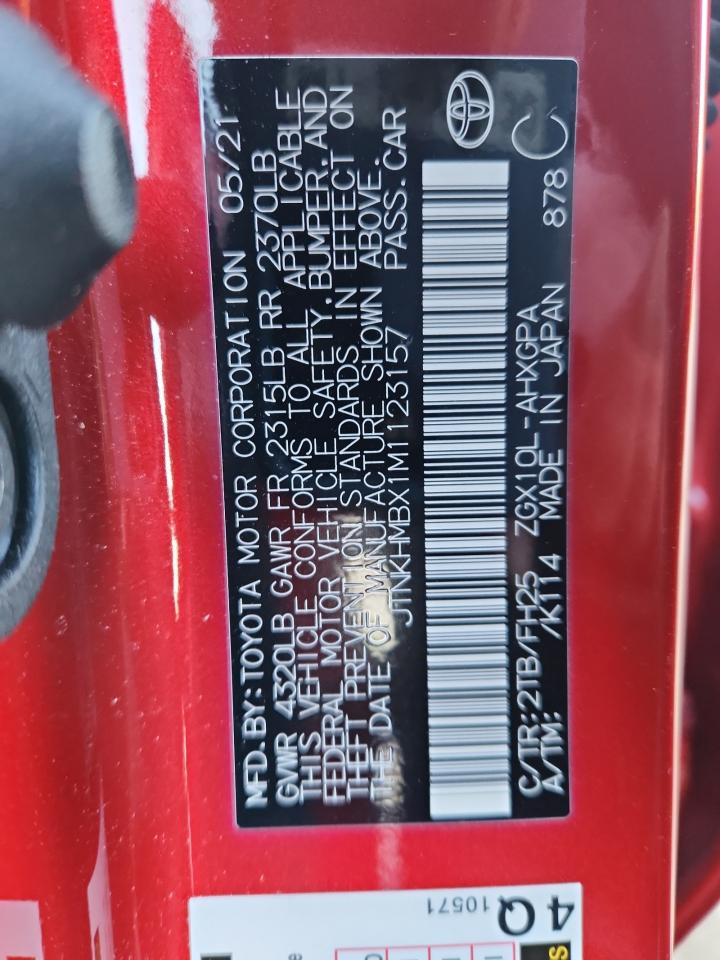 MFD.BY:TOYOTA MOTOR CORPORATION 05/21
GVWR 4320LB GAWR FR 2315LB RR 2370LB
THIS VEHICLE CONFORMS TO ALL APPLICABLE
FEDERAL MOTOR VEHICLE SAFETY,BUMPER,AND
THEFT PREVENTION STANDARDS IN EFFECT ON
THE DATE OF MANUFACTURE SHOWN ABOVE.
JTNKHMBX1M1123157 PASS.CAR
C/TR:2TB/FH25 ZGX10L-AHXGPA 878 C
A/TM: /K114 MADE IN JAPAN
4Q 10571